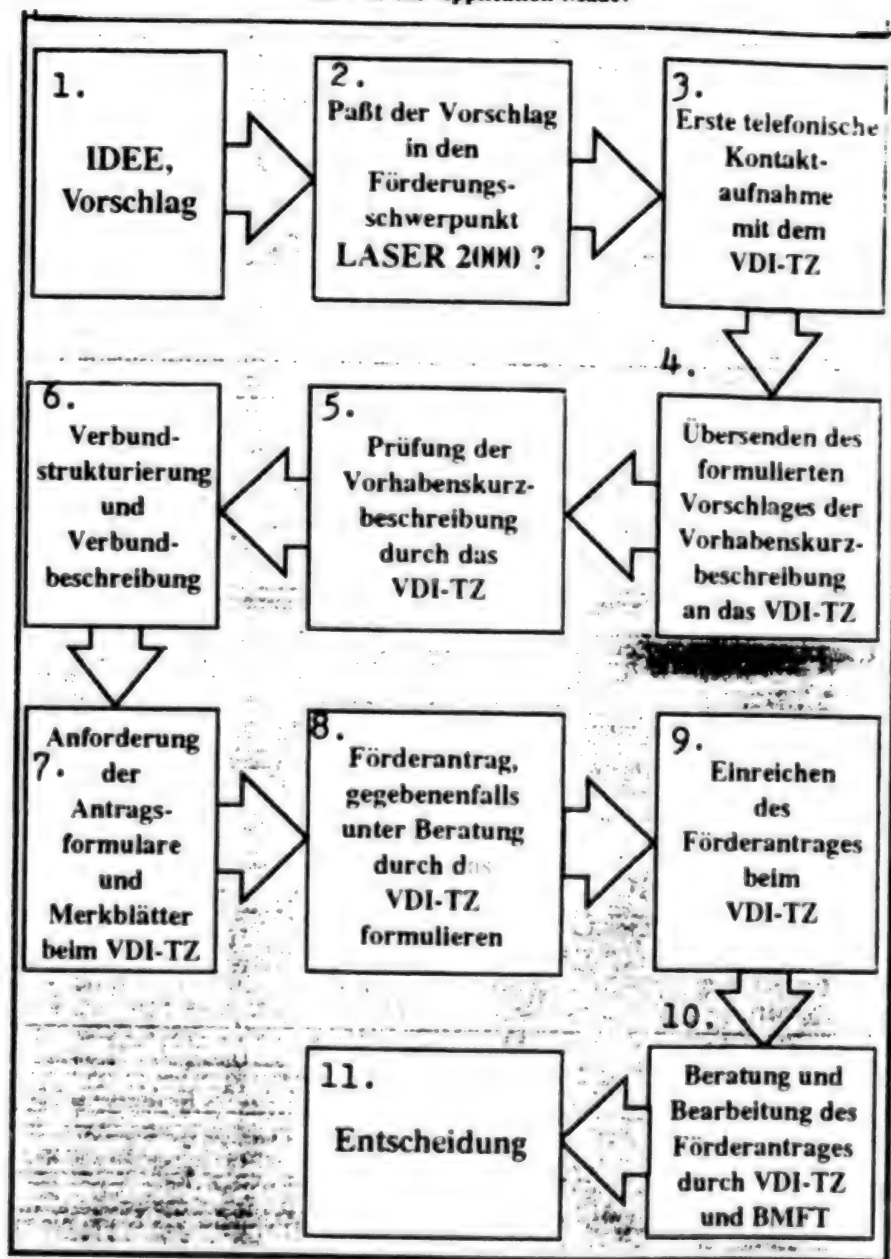 Application Made?
1.
IDEE,
Vorschlag
2.
Paßt der Vorschlag
in den
Förderungs-
schwerpunkt
LASER 2000 ?
3.
Erste telefonische
Kontakt-
aufnahme
mit dem
VDI-TZ
4.
Übersenden des
formulierten
Vorschlages der
Vorhabenskurz-
beschreibung
an das VDI-TZ
5.
Prüfung der
Vorhabenskurz-
beschreibung
durch das
VDI-TZ
6.
Verbund-
strukturierung
und
Verbund-
beschreibung
7.
Anforderung
der
Antrags-
formulare
und
Merkblätter
beim VDI-TZ
8.
Förderantrag,
gegebenenfalls
unter Beratung
durch das
VDI-TZ
formulieren
9.
Einreichen
des
Förderantrages
beim
VDI-TZ
10.
Beratung und
Bearbeitung des
Förderantrages
durch VDI-TZ
und BMFT
11.
Entscheidung